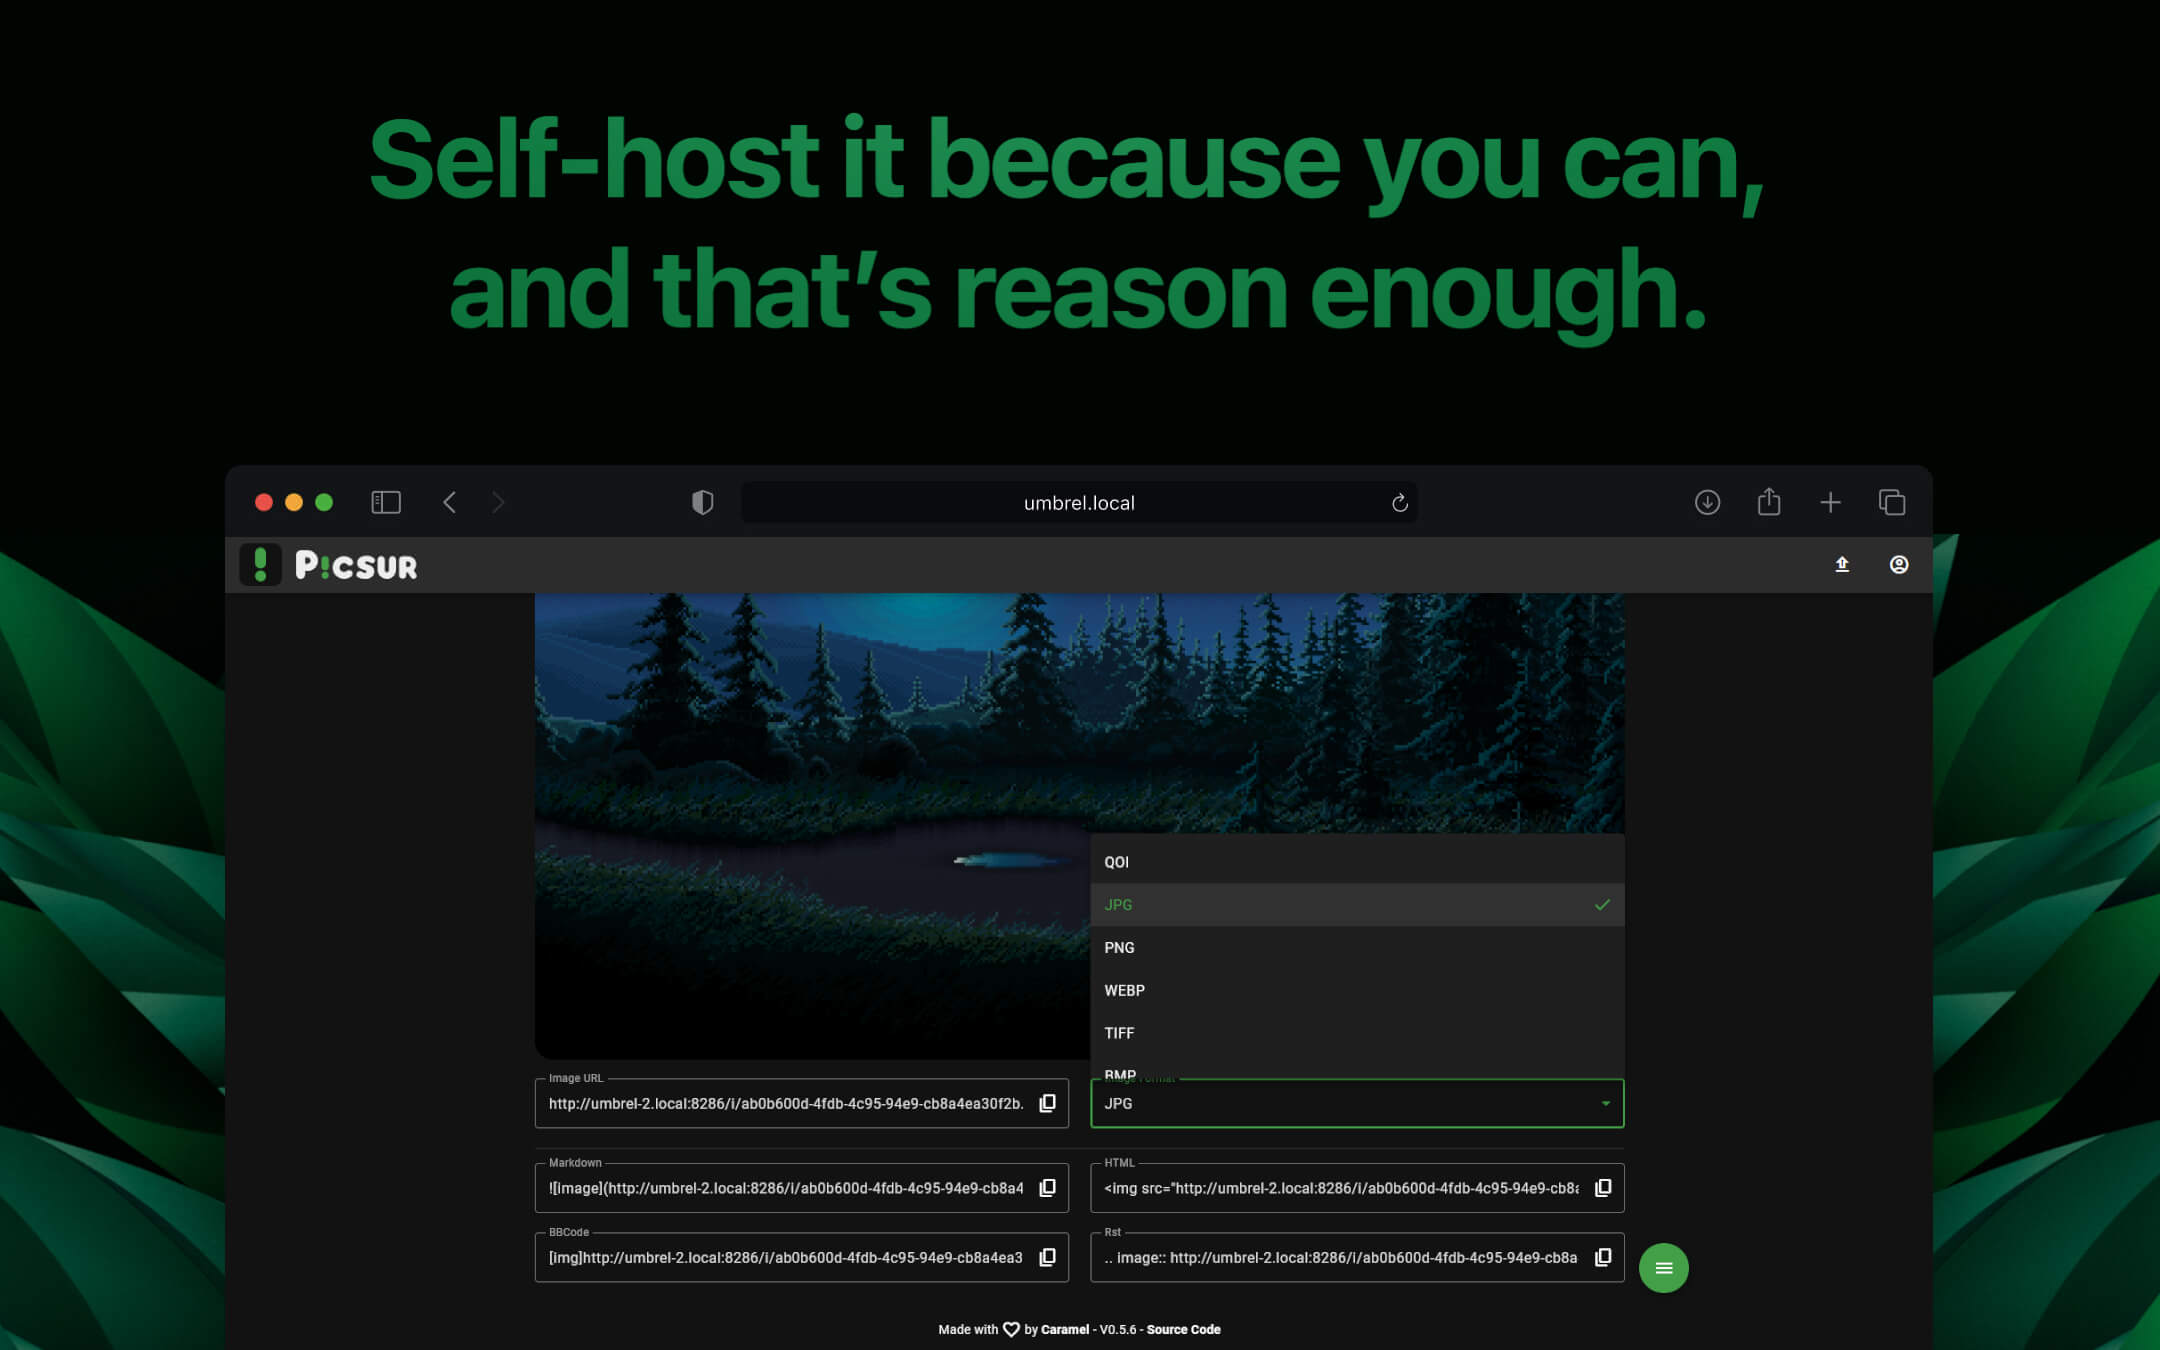 Self-host it because you can,
and that’s reason enough.
umbrel.local
P!CSUR
QOI
JPG
PNG
WEBP
TIFF
BMP
Image URL
http://umbrel-2.local:8286/i/ab0b600d-4fdb-4c95-94e9-cb8a4ea30f2b.
Image Format
JPG
Markdown
![image](http://umbrel-2.local:8286/i/ab0b600d-4fdb-4c95-94e9-cb8a4
HTML
<img src="http://umbrel-2.local:8286/i/ab0b600d-4fdb-4c95-94e9-cb8a
BBCode
[img]http://umbrel-2.local:8286/i/ab0b600d-4fdb-4c95-94e9-cb8a4ea3
Rst
.. image:: http://umbrel-2.local:8286/i/ab0b600d-4fdb-4c95-94e9-cb8a
Made with by Caramel - V0.5.6 - Source Code